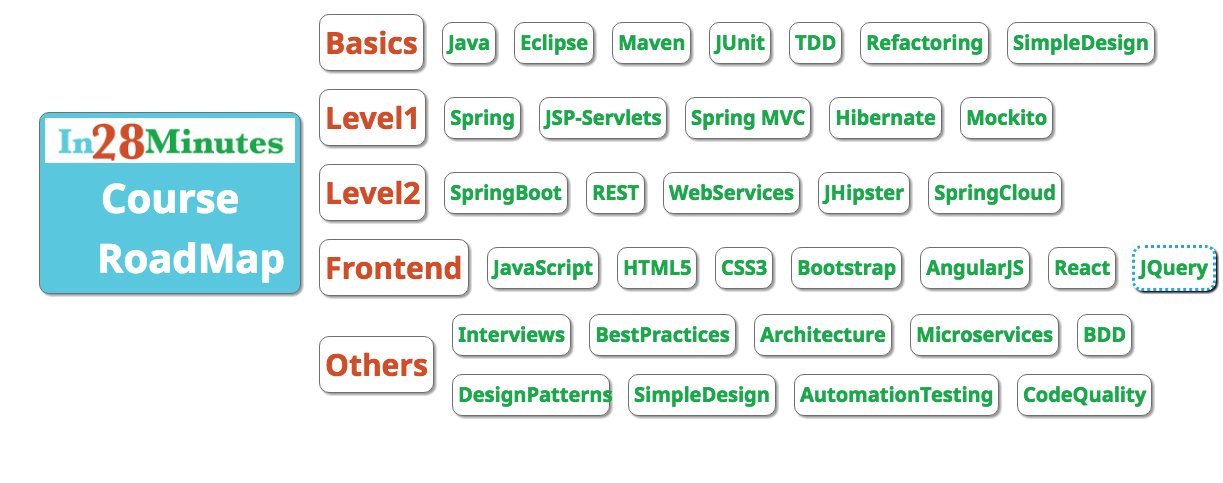 In28Minutes
Course
RoadMap
Basics Java Eclipse Maven JUnit TDD Refactoring SimpleDesign
Level1 Spring JSP-Servlets Spring MVC Hibernate Mockito
Level2 SpringBoot REST WebServices JHipster SpringCloud
Frontend JavaScript HTML5 CSS3 Bootstrap AngularJS React JQuery
Others
Interviews BestPractices Architecture Microservices BDD
DesignPatterns SimpleDesign AutomationTesting CodeQuality